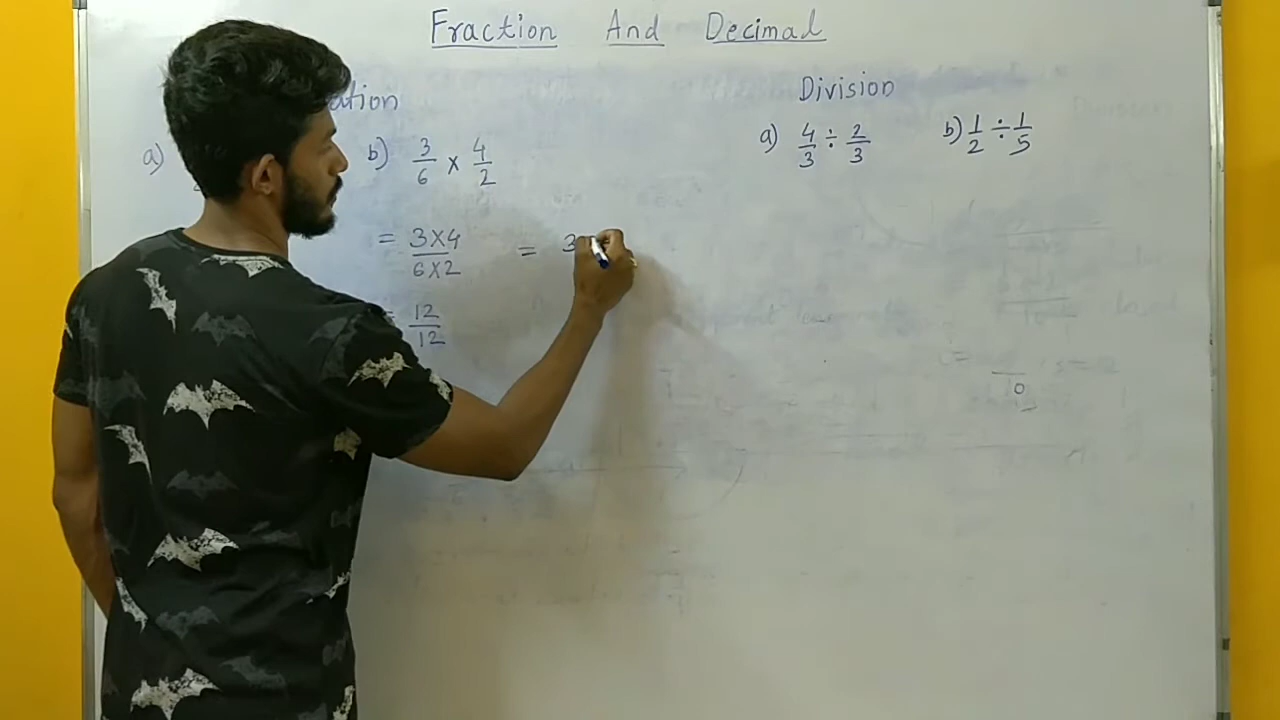 Fraction And Decimal
Division
a) b) 3/6 x 4/2
= 3x4/6x2 = 3
= 12/12
a) 4/3 ÷ 2/3 b) 1/2 ÷ 1/5